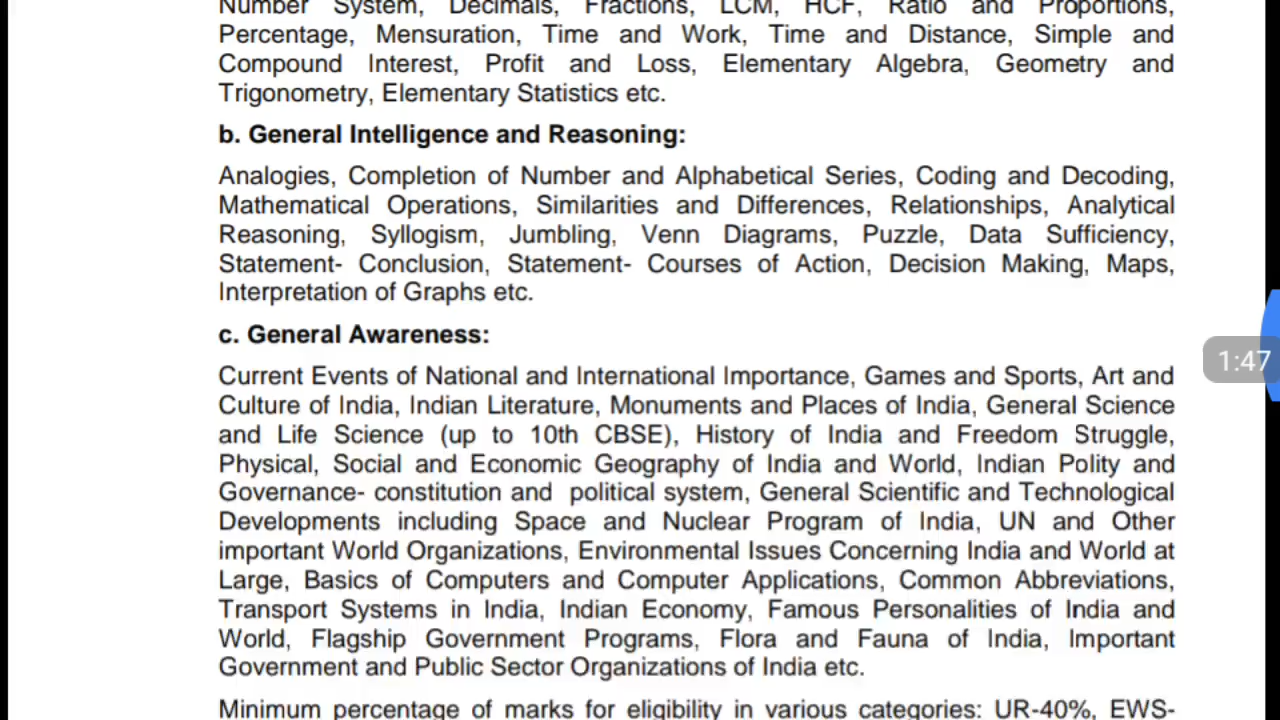 Number System, Decimals, Fractions, LCM, HCF, Ratio and Proportions,
Percentage, Mensuration, Time and Work, Time and Distance, Simple and
Compound Interest, Profit and Loss, Elementary Algebra, Geometry and
Trigonometry, Elementary Statistics etc.
b. General Intelligence and Reasoning:
Analogies, Completion of Number and Alphabetical Series, Coding and Decoding,
Mathematical Operations, Similarities and Differences, Relationships, Analytical
Reasoning, Syllogism, Jumbling, Venn Diagrams, Puzzle, Data Sufficiency,
Statement- Conclusion, Statement- Courses of Action, Decision Making, Maps,
Interpretation of Graphs etc.
c. General Awareness:
Current Events of National and International Importance, Games and Sports, Art and
Culture of India, Indian Literature, Monuments and Places of India, General Science
and Life Science (up to 10th CBSE), History of India and Freedom Struggle,
Physical, Social and Economic Geography of India and World, Indian Polity and
Governance- constitution and political system, General Scientific and Technological
Developments including Space and Nuclear Program of India, UN and Other
important World Organizations, Environmental Issues Concerning India and World at
Large, Basics of Computers and Computer Applications, Common Abbreviations,
Transport Systems in India, Indian Economy, Famous Personalities of India and
World, Flagship Government Programs, Flora and Fauna of India, Important
Government and Public Sector Organizations of India etc.
Minimum percentage of marks for eligibility in various categories: UR-40%, EWS-
1:47